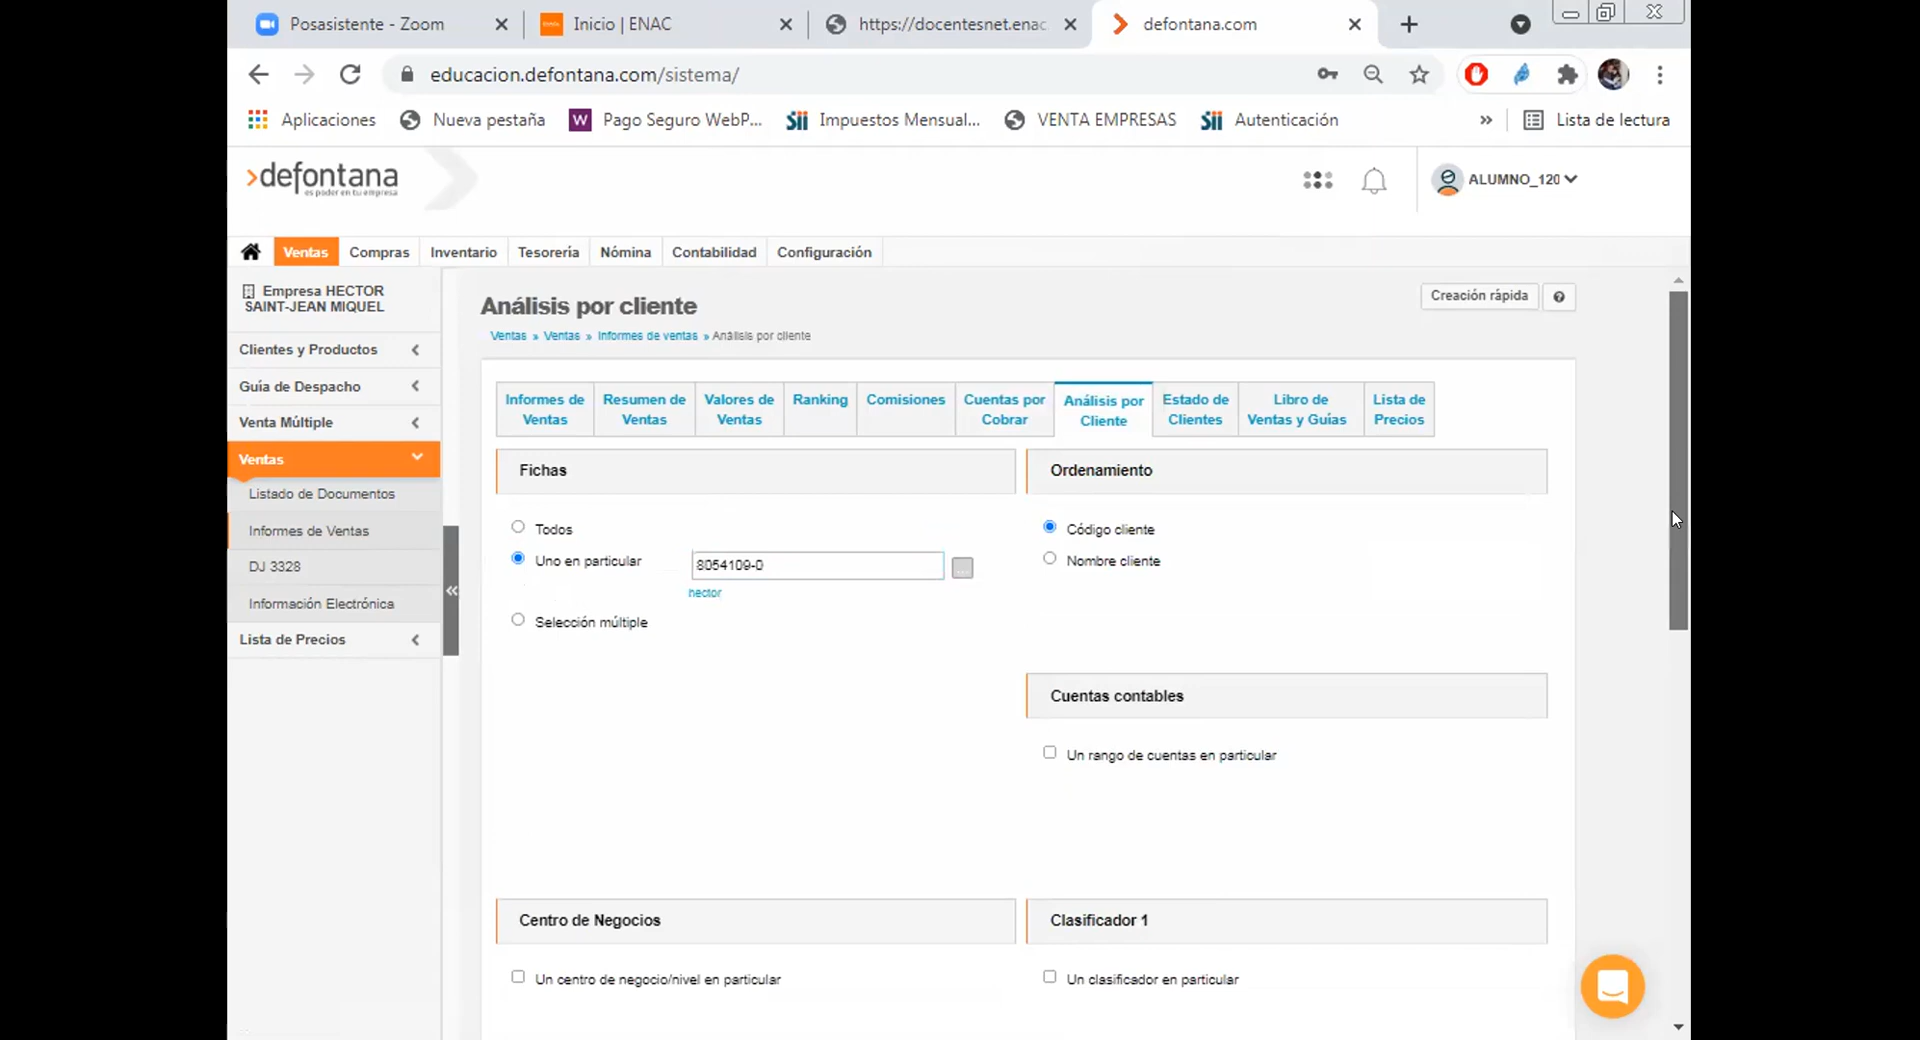 Posasistente - Zoom
Inicio | ENAC
https://docentesnet.enac.
defontana.com
educacion.defontana.com/sistema/
Aplicaciones
Nueva pestaña
W
Pago Seguro WebP...
Sii
Impuestos Mensual...
VENTA EMPRESAS
Sii
Autenticación
»
Lista de lectura
defontana
es poder en tu empresa
ALUMNO_120
Ventas
Compras
Inventario
Tesorería
Nómina
Contabilidad
Configuración
Empresa HECTOR
SAINT-JEAN MIQUEL
Clientes y Productos
Guía de Despacho
Venta Múltiple
Ventas
Listado de Documentos
Informes de Ventas
DJ 3328
Información Electrónica
Lista de Precios
«
Análisis por cliente
Creación rápida
?
Ventas » Ventas » Informes de ventas » Análisis por cliente
Informes de
Ventas
Resumen de
Ventas
Valores de
Ventas
Ranking
Comisiones
Cuentas por
Cobrar
Análisis por
Cliente
Estado de
Clientes
Libro de
Ventas y Guías
Lista de
Precios
Fichas
Todos
Uno en particular
8054109-0
...
hector
Selección múltiple
Ordenamiento
Código cliente
Nombre cliente
Cuentas contables
Un rango de cuentas en particular
Centro de Negocios
Un centro de negocio/nivel en particular
Clasificador 1
Un clasificador en particular